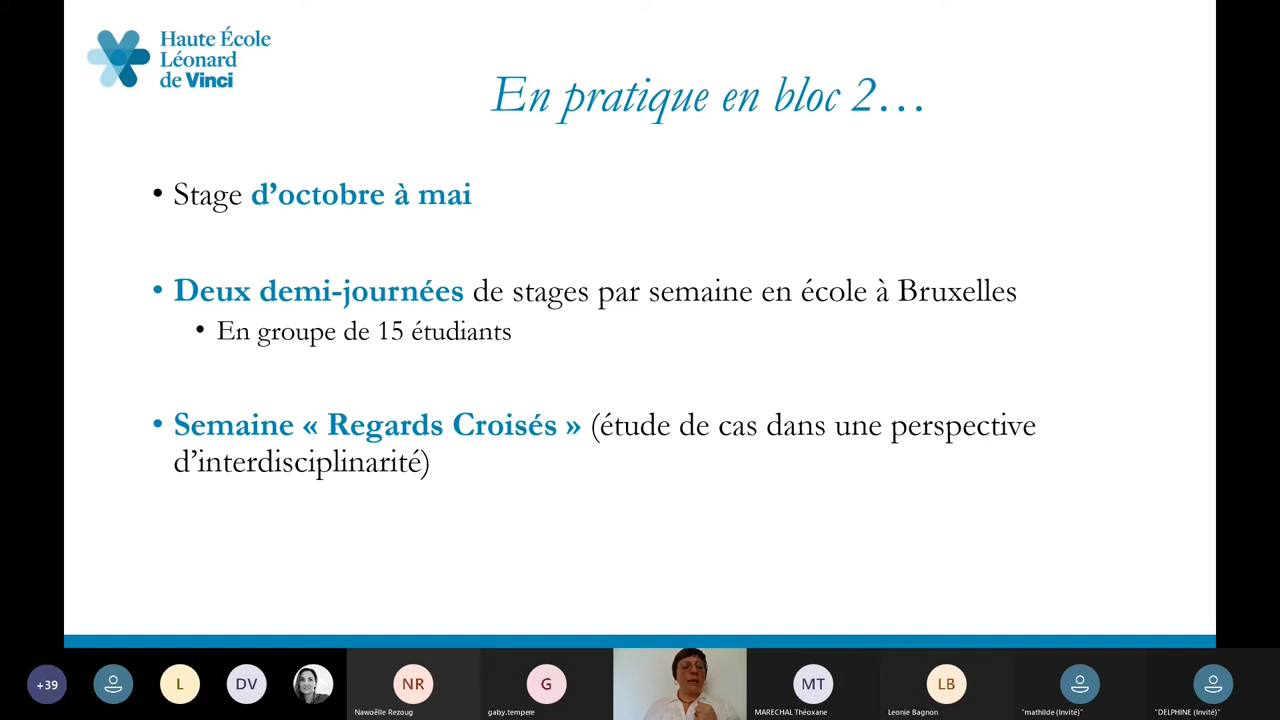 Haute École
Léonard
de Vinci
En pratique en bloc 2…
• Stage d’octobre à mai
• Deux demi-journées de stages par semaine en école à Bruxelles
• En groupe de 15 étudiants
• Semaine « Regards Croisés » (étude de cas dans une perspective
d’interdisciplinarité)
+39
L
DV
NR
G
MT
LB
Nawoëlle Rezoug
gaby.tempere
MARECHAL Théoxane
Leonie Bagnon
"mathilde (Invité)"
"DELPHINE (Invité)"